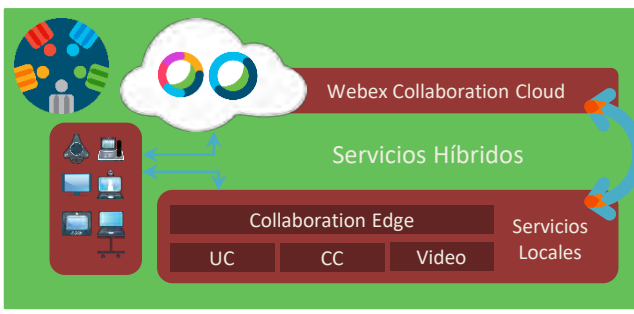 Webex Collaboration Cloud
Servicios Híbridos
Collaboration Edge
Servicios
Locales
UC CC Video